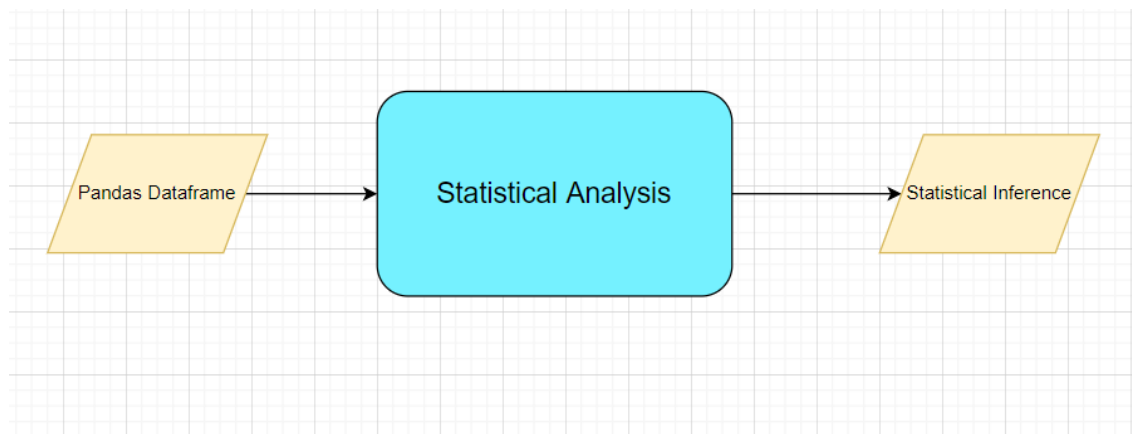 Pandas Dataframe
Statistical Analysis
Statistical Inference